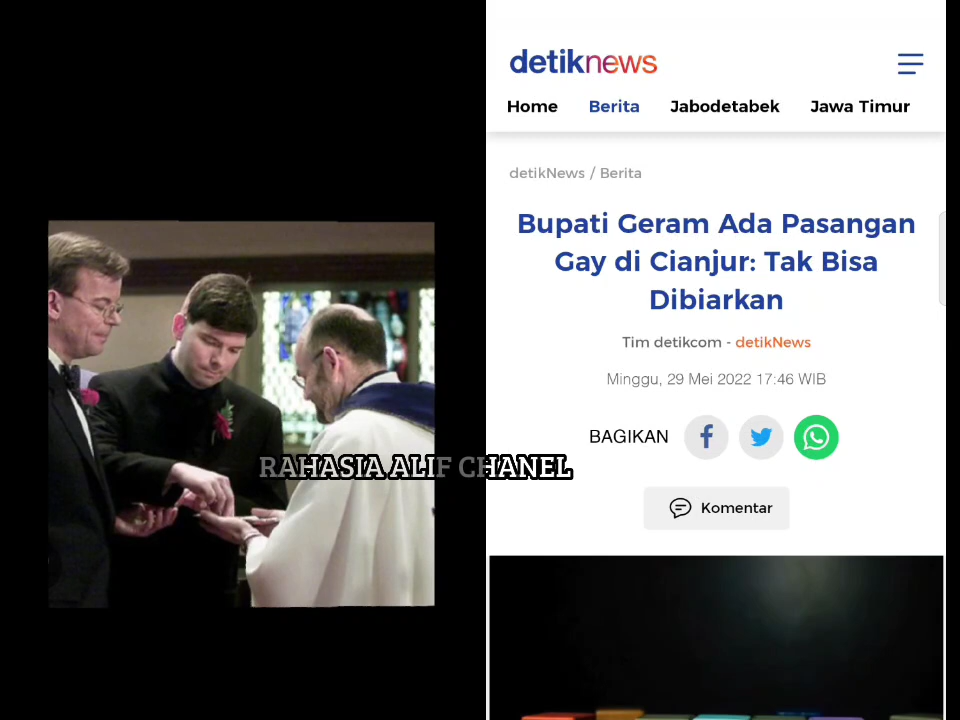 detiknews
Home Berita Jabodetabek Jawa Timur
detikNews / Berita
Bupati Geram Ada Pasangan
Gay di Cianjur: Tak Bisa
Dibiarkan
Tim detikcom - detikNews
Minggu, 29 Mei 2022 17:46 WIB
BAGIKAN
RAHASIA ALIF CHANEL
Komentar